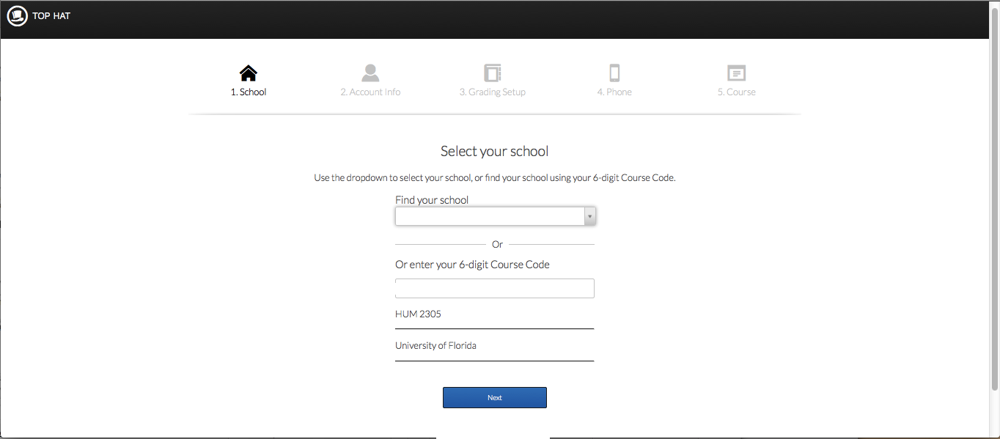 TOP HAT
1. School
2. Account Info
3. Grading Setup
4. Phone
5. Course
Select your school
Use the dropdown to select your school, or find your school using your 6-digit Course Code.
Find your school
Or
Or enter your 6-digit Course Code
HUM 2305
University of Florida
Next